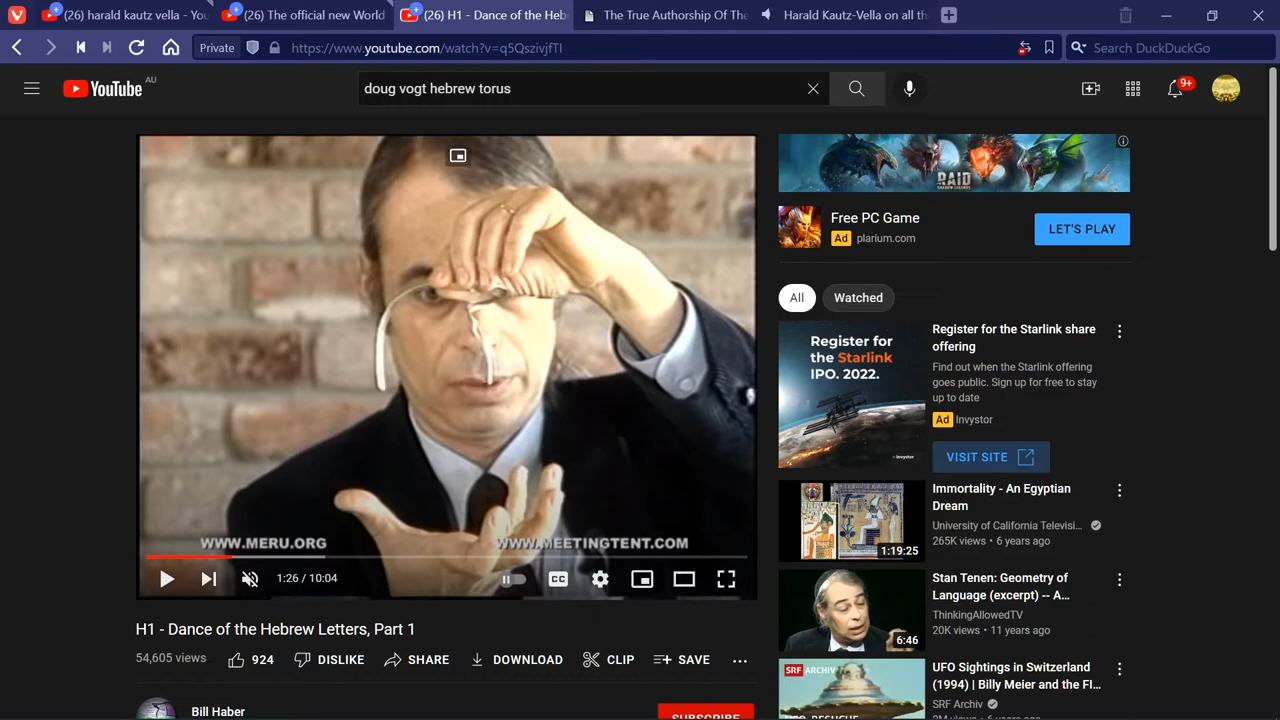 (26) harald kautz vella - You
(26) The official new World
(26) H1 - Dance of the Heb
The True Authorship Of The
Harald Kautz-Vella on all th
Private
https://www.youtube.com/watch?v=q5QszivjfTI
Search DuckDuckGo
YouTube
AU
doug vogt hebrew torus
9+
WWW.MERU.ORG
WWW.MEETINGTENT.COM
1:26 / 10:04
CC
H1 - Dance of the Hebrew Letters, Part 1
54,605 views
924
DISLIKE
SHARE
DOWNLOAD
CLIP
SAVE
Bill Haber
SUBSCRIBE
RAID
SHADOW LEGENDS
Free PC Game
Ad
plarium.com
LET'S PLAY
All
Watched
Register for
the Starlink
IPO. 2022.
invystor
Register for the Starlink share
offering
Find out when the Starlink offering
goes public. Sign up for free to stay
up to date
Ad Invystor
VISIT SITE
1:19:25
Immortality - An Egyptian
Dream
University of California Televisi...
265K views • 6 years ago
6:46
Stan Tenen: Geometry of
Language (excerpt) -- A...
ThinkingAllowedTV
20K views • 11 years ago
SRF ARCHIV
UFO Sightings in Switzerland
(1994) | Billy Meier and the Fl...
SRF Archiv